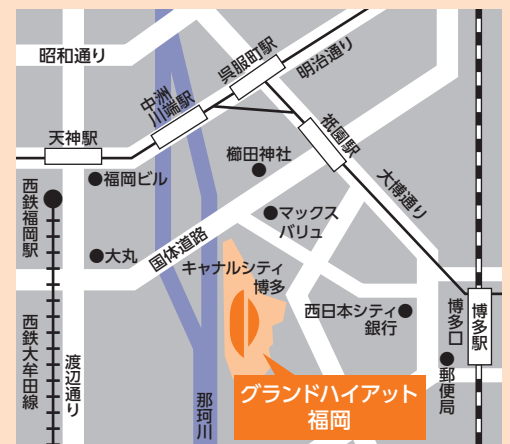 昭和通り
呉服町駅
明治通り
中洲
川端駅
天神駅
祇園駅
櫛田神社
福岡ビル
大博通り
西鉄福岡駅
マックス
バリュ
大丸
国体道路
キャナルシティ
博多
西日本シティ
銀行
博多口
博多駅
西鉄大牟田線
渡辺通り
那珂川
郵便局
グランドハイアット
福岡